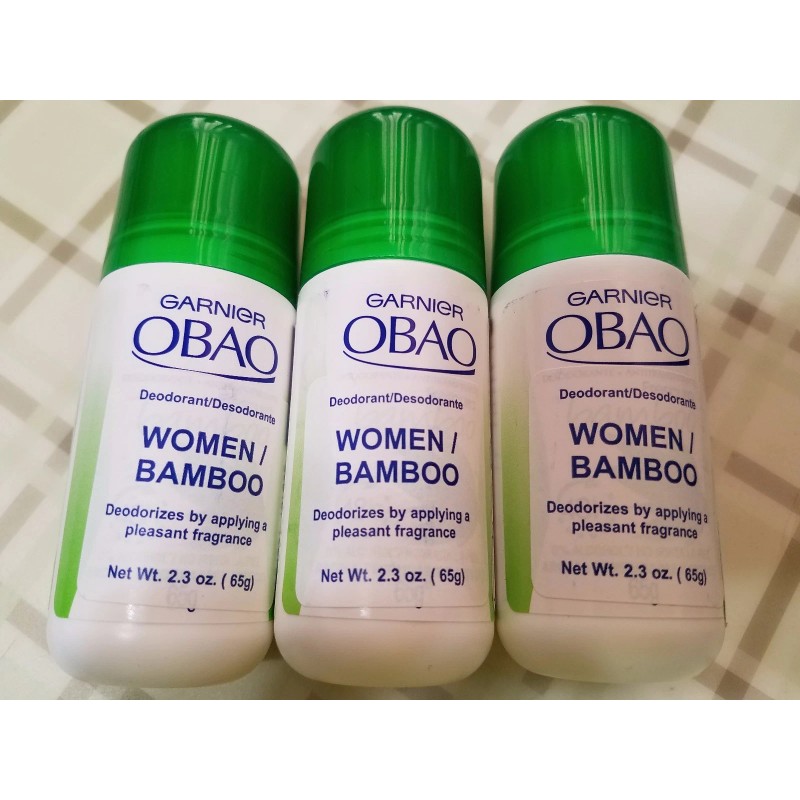 GARNIER
OBAO
Deodorant/Desodorante
WOMEN /
BAMBOO
Deodorizes by applying a
pleasant fragrance
Net Wt. 2.3 oz. ( 65g)
GARNIER
OBAO
Deodorant/Desodorante
WOMEN /
BAMBOO
Deodorizes by applying a
pleasant fragrance
Net Wt. 2.3 oz. ( 65g)
GARNIER
OBAO
Deodorant/Desodorante
WOMEN /
BAMBOO
Deodorizes by applying a
pleasant fragrance
Net Wt. 2.3 oz. ( 65g)